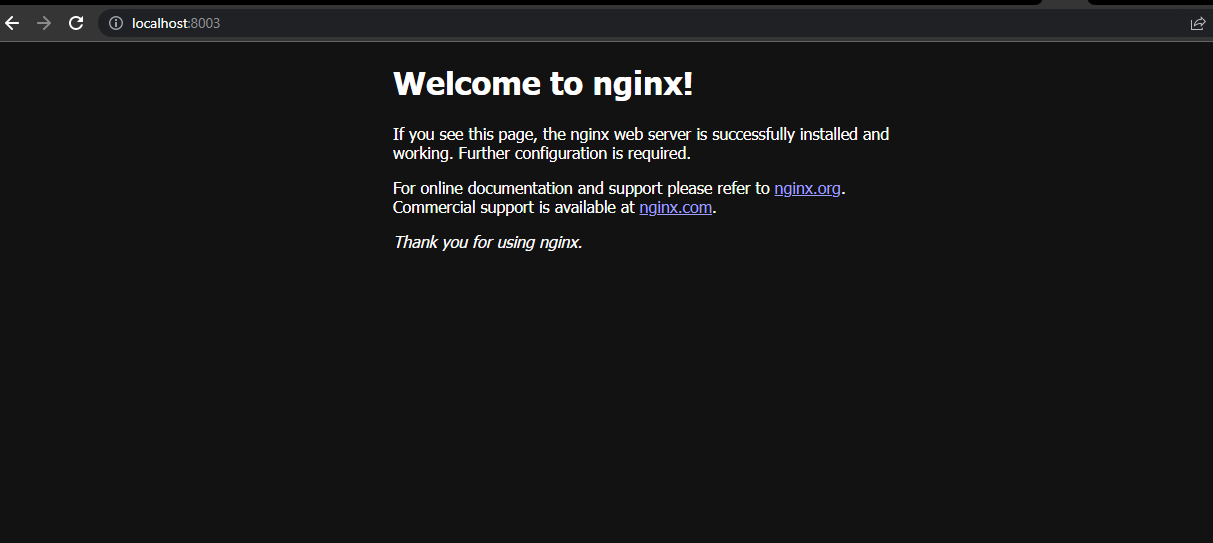 localhost:8003
Welcome to nginx!
If you see this page, the nginx web server is successfully installed and
working. Further configuration is required.
For online documentation and support please refer to nginx.org.
Commercial support is available at nginx.com.
Thank you for using nginx.